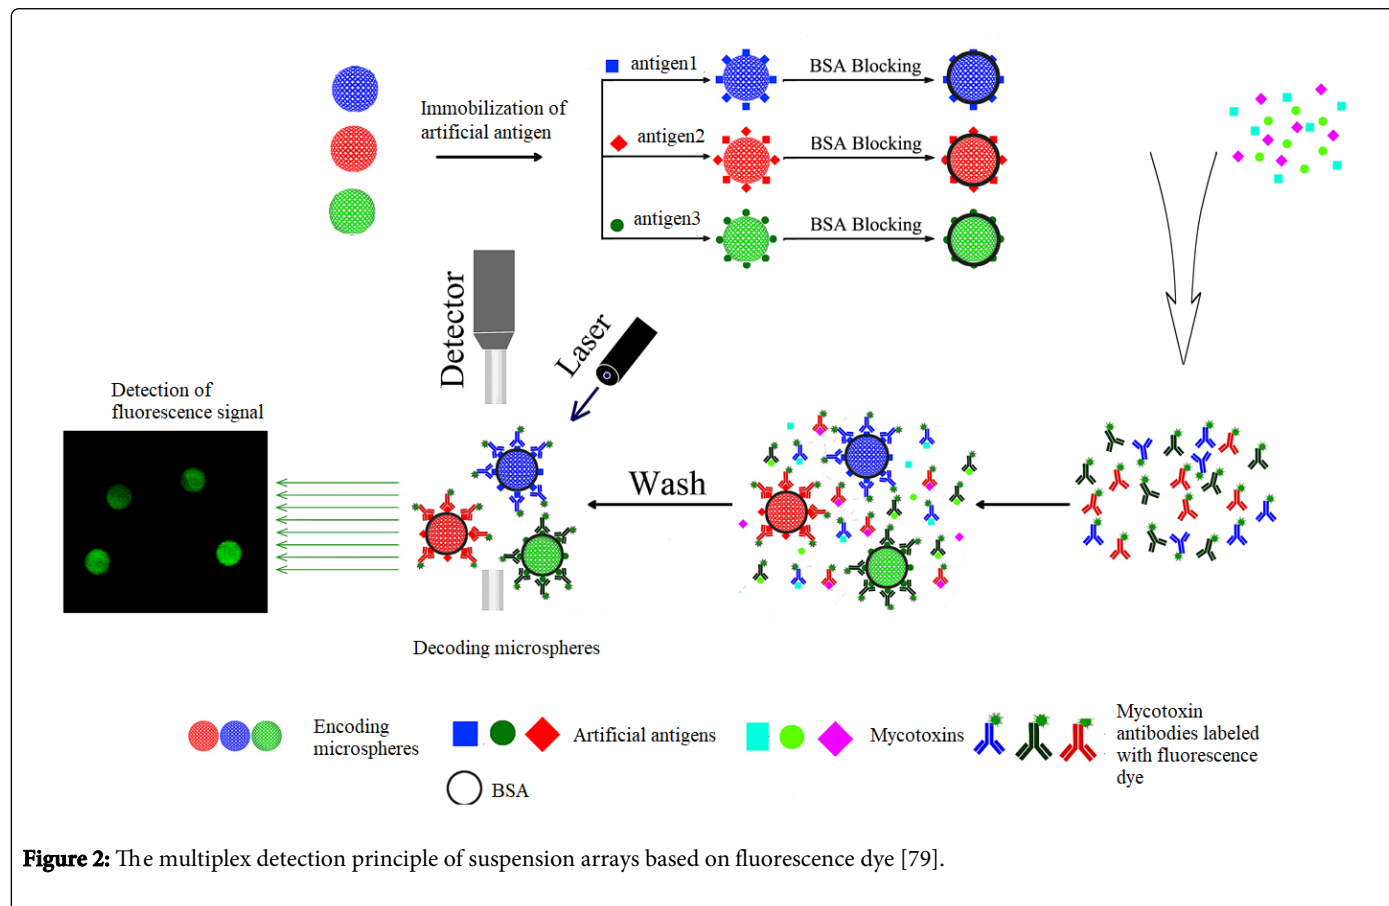 antigen1
BSA Blocking
Immobilization of
artificial antigen
antigen2
BSA Blocking
antigen3
BSA Blocking
Detector
Laser
Detection of
fluorescence signal
Wash
Decoding microspheres
Encoding
microspheres
Artificial antigens
Mycotoxins
Mycotoxin
antibodies labeled
with fluorescence
dye
BSA
Figure 2: The multiplex detection principle of suspension arrays based on fluorescence dye [79].